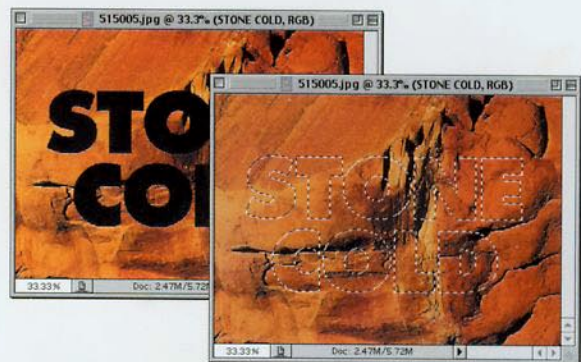 515005.jpg @ 33.3% (STONE COLD, RGB)
STO
COL
33.33%  Doc: 2.47M/5.72M
515005.jpg @ 33.3% (STONE COLD, RGB)
STONE
COLD
33.33%  Doc: 2.47M/5.72M